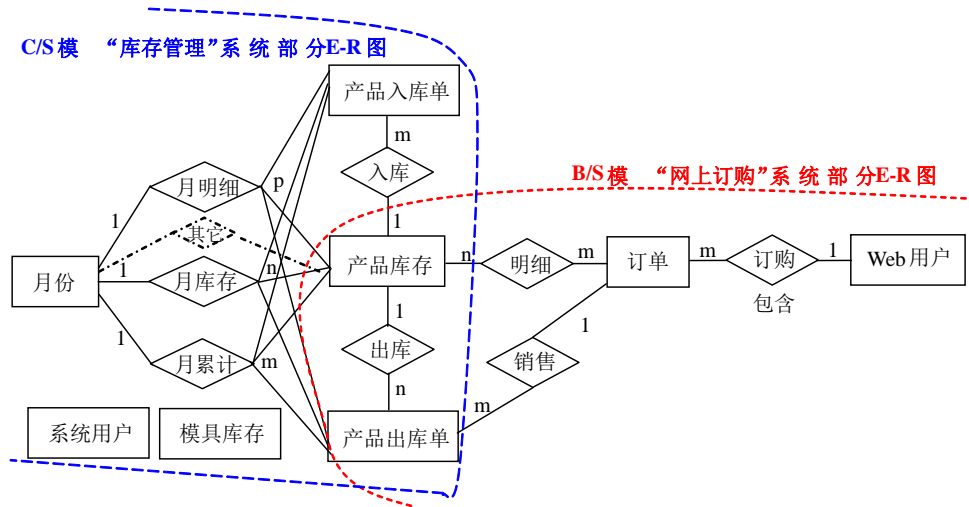 C/S模 “库存管理”系 统 部 分E-R 图
产品入库单
m
月明细
p
入库
B/S模 “网上订购”系 统 部 分E-R 图
1
其它
1
产品库存
n
明细
m
订单
m
订购
1
Web用户
月份
1
月库存
n
包含
1
1
出库
1
月累计
m
销售
n
m
系统用户
模具库存
产品出库单